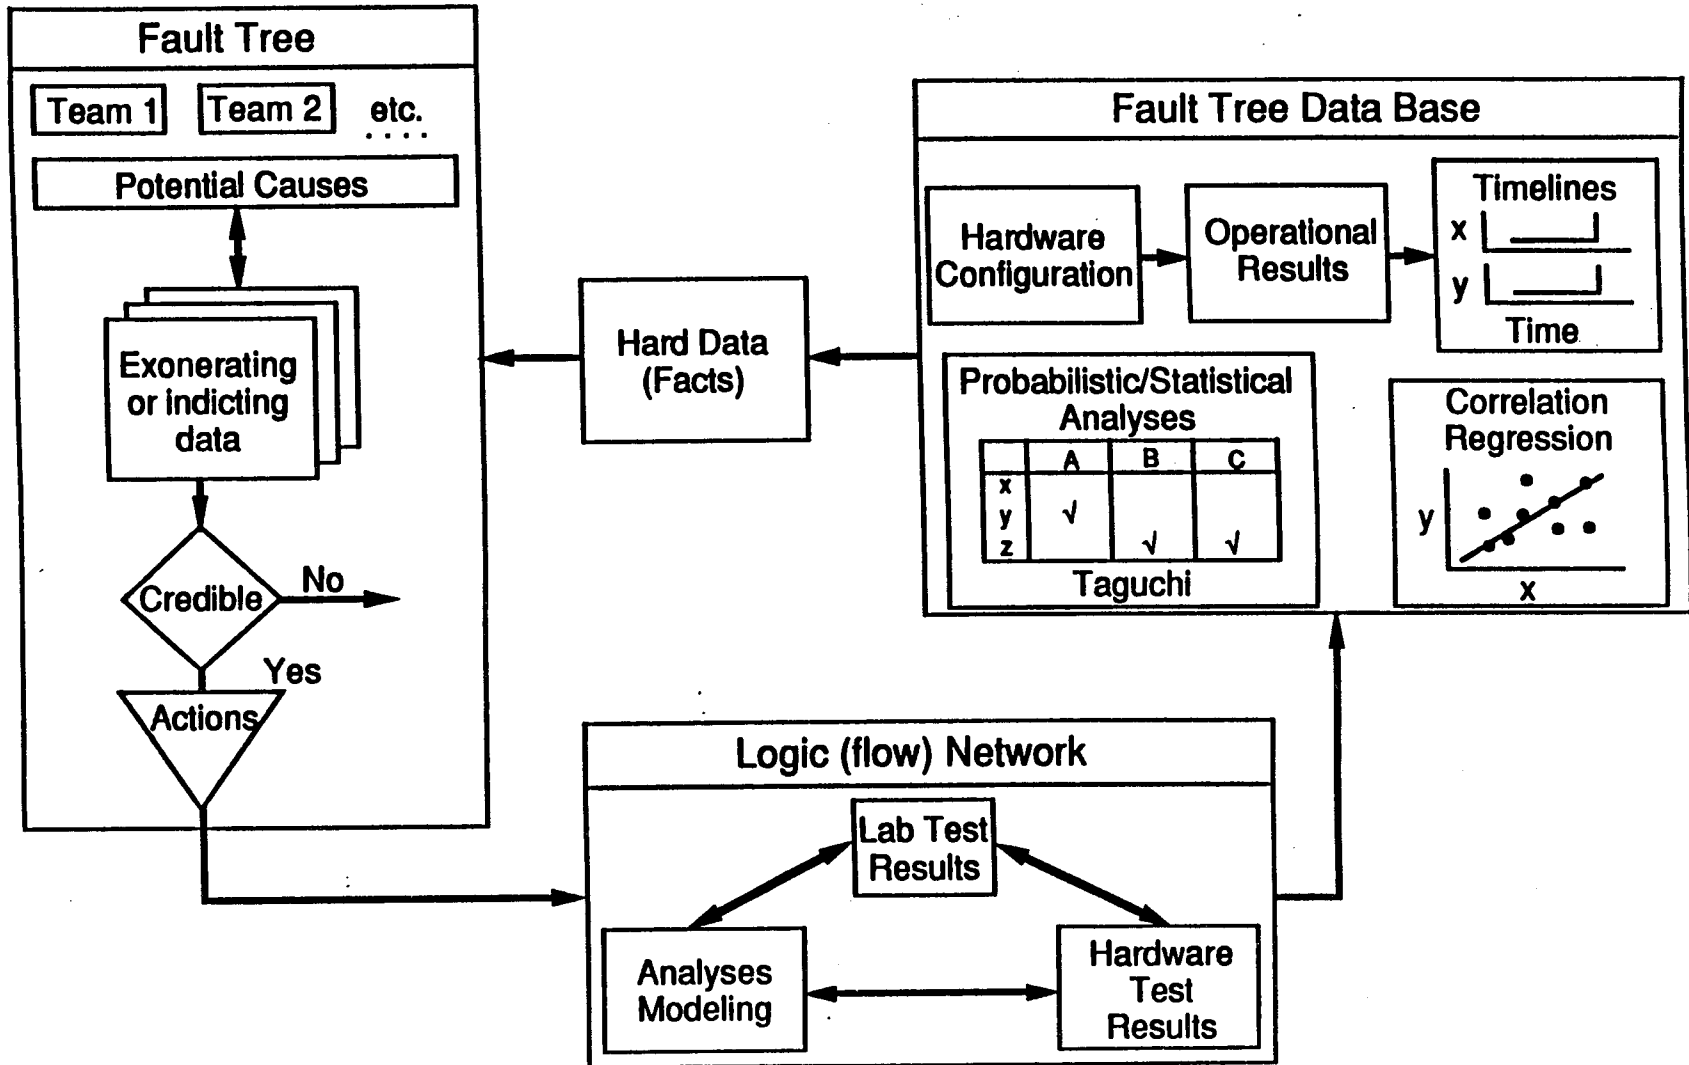 Fault Tree
Team 1
Team 2
etc.
....
Potential Causes
Exonerating
or indicting
data
Credible
No
Yes
Actions
Hard Data
(Facts)
Fault Tree Data Base
Hardware
Configuration
Operational
Results
Timelines
x
y
Time
Probabilistic/Statistical
Analyses
A B C
x
y √
z √ √
Taguchi
Correlation
Regression
y
x
Logic (flow) Network
Lab Test
Results
Analyses
Modeling
Hardware
Test
Results